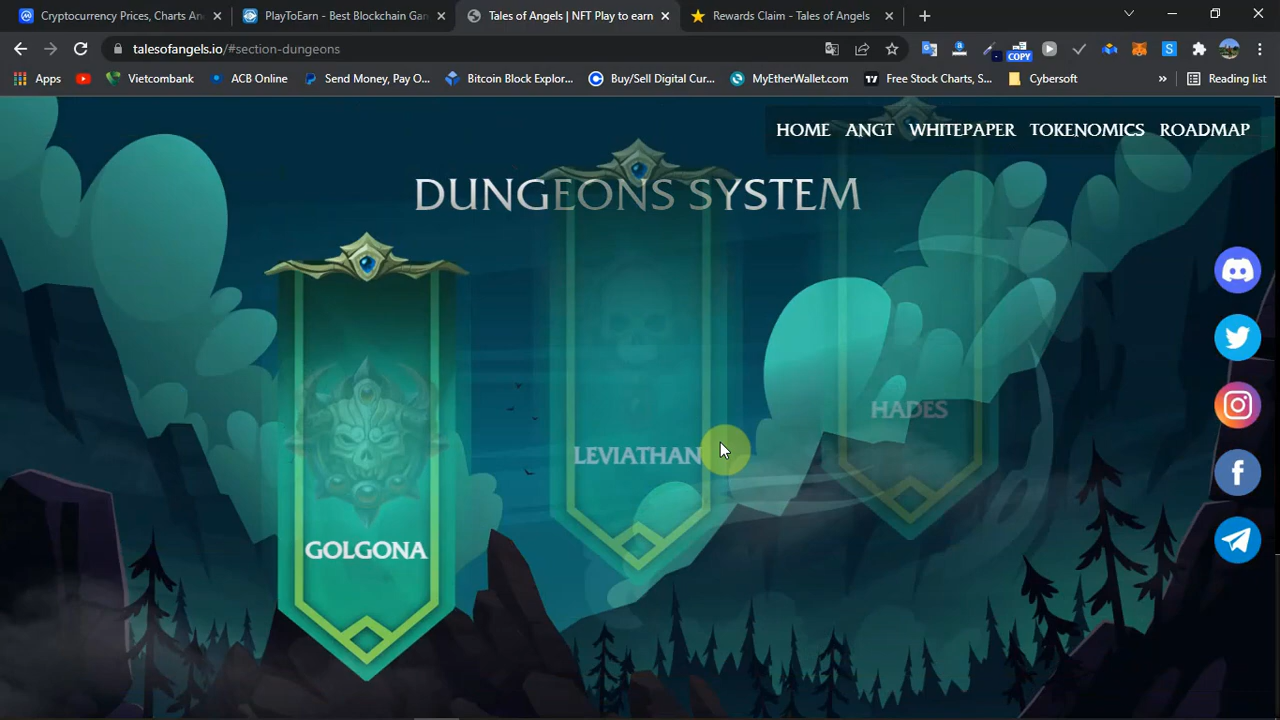 Cryptocurrency Prices, Charts An
PlayToEarn - Best Blockchain Gan
Tales of Angels | NFT Play to earn
Rewards Claim - Tales of Angels
talesofangels.io/#section-dungeons
COPY
S
Apps
Vietcombank
ACB Online
Send Money, Pay O...
Bitcoin Block Explor...
Buy/Sell Digital Cur...
MyEtherWallet.com
Free Stock Charts, S...
Cybersoft
»
Reading list
HOME ANGT WHITEPAPER TOKENOMICS ROADMAP
DUNGEONS SYSTEM
HADES
LEVIATHAN
GOLGONA